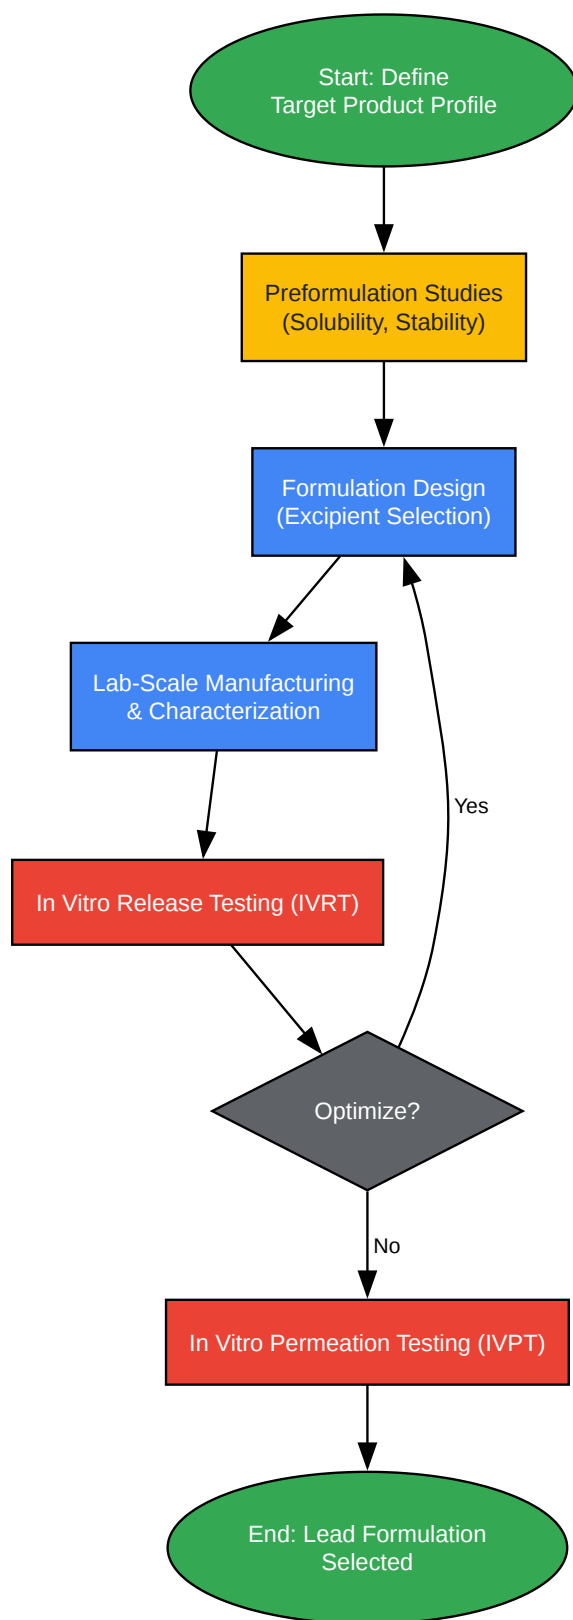 Start: Define
Target Product Profile
Preformulation Studies
(Solubility, Stability)
Formulation Design
(Excipient Selection)
Lab-Scale Manufacturing
& Characterization
Yes
In Vitro Release Testing (IVRT)
Optimize?
No
In Vitro Permeation Testing (IVPT)
End: Lead Formulation
Selected